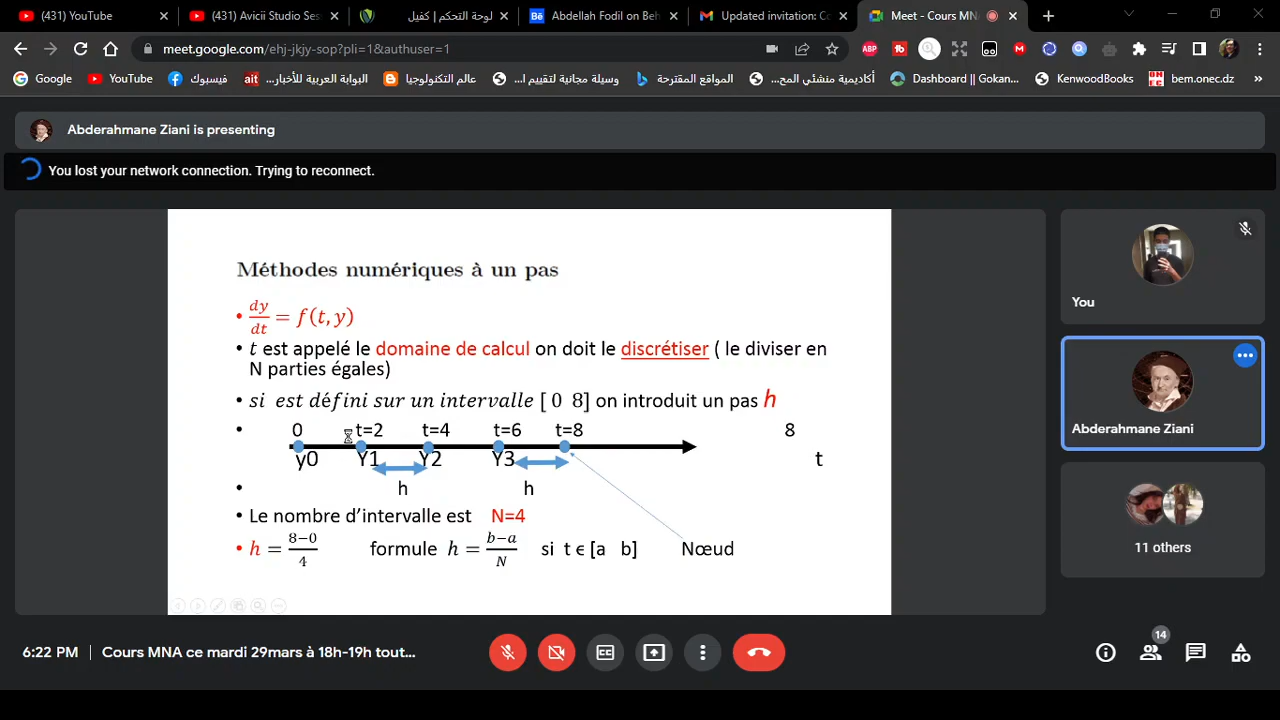 (431) YouTube
(431) Avicii Studio Ses
لوحة التحكم | كفيل
Abdellah Fodil on Beh
Updated invitation: Co
Meet - Cours MNA
meet.google.com/ehj-jkjy-sop?pli=1&authuser=1
Google
YouTube
فيسبوك
البوابة العربية للأخبار...
عالم التكنولوجيا
وسيلة مجانية لتقييم ا...
المواقع المقترحة
أكاديمية منشئي المح...
Dashboard || Gokan...
KenwoodBooks
bem.onec.dz
Abderahmane Ziani is presenting
You lost your network connection. Trying to reconnect.
Méthodes numériques à un pas
• dy/dt = f(t, y)
• t est appelé le domaine de calcul on doit le discrétiser ( le diviser en
N parties égales)
• si est défini sur un intervalle [ 0 8] on introduit un pas h
• 0 t=2 t=4 t=6 t=8 8
y0 Y1 Y2 Y3 t
• h h
• Le nombre d’intervalle est N=4
• h = 8−0/4 formule h = b−a/N si t ϵ [a b] Nœud
You
Abderahmane Ziani
11 others
6:22 PM | Cours MNA ce mardi 29mars à 18h-19h tout...
14